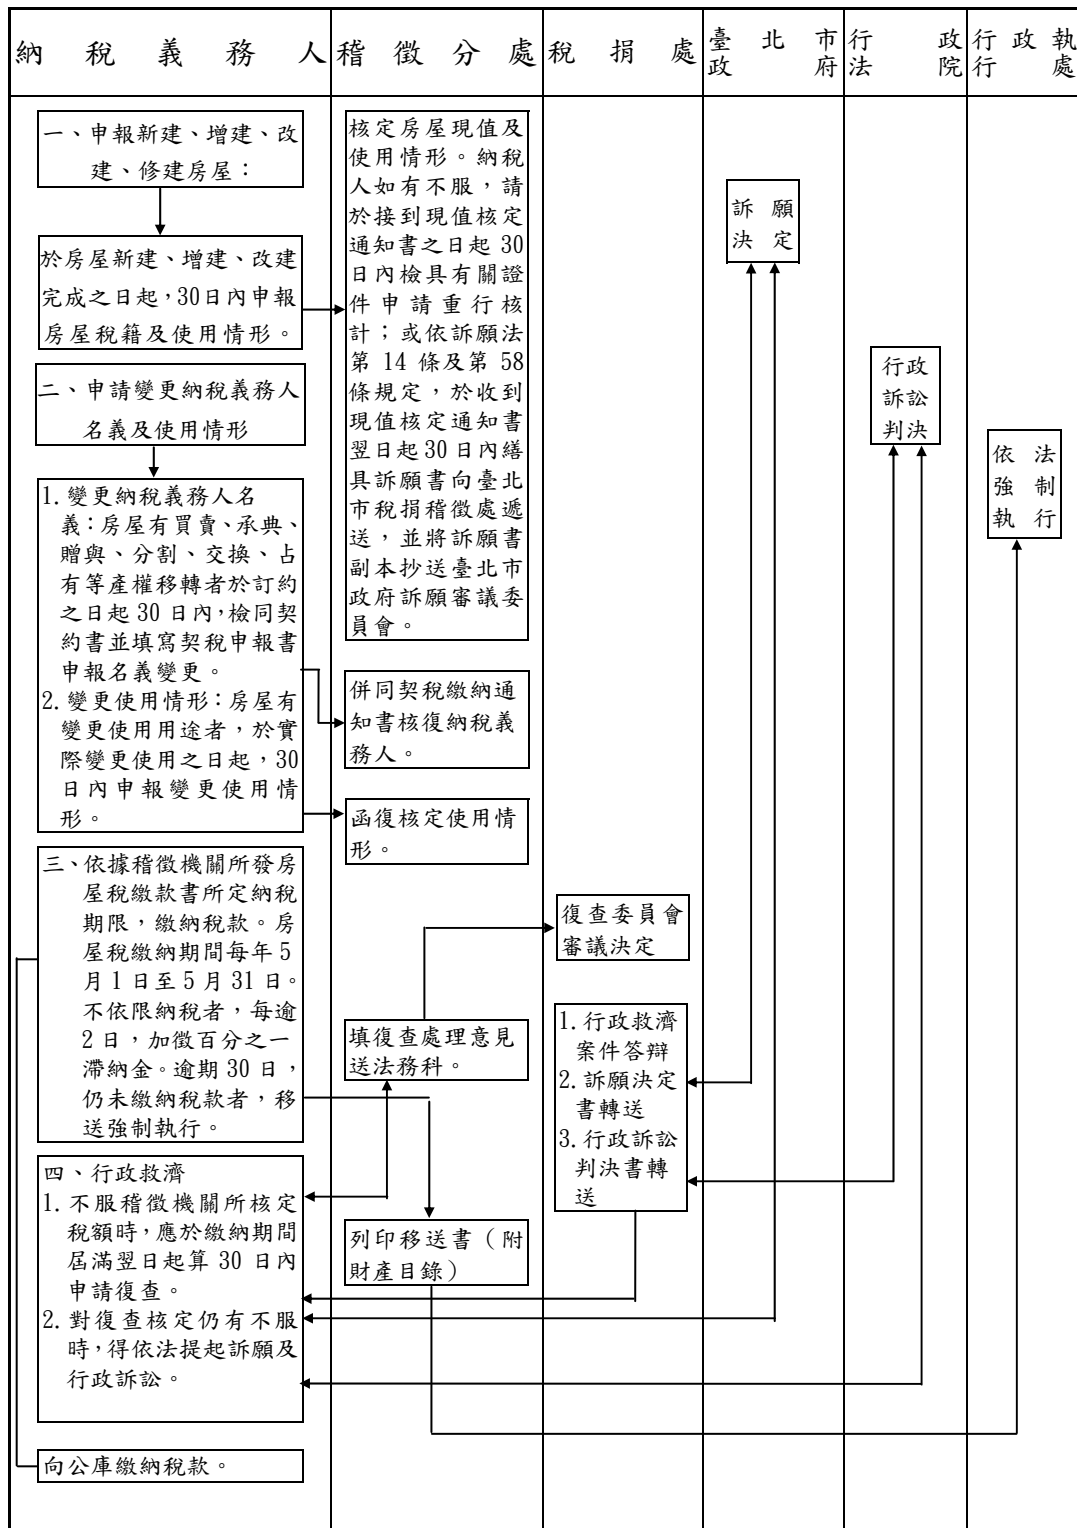 納稅義務人
稽徵分處
稅捐處
臺北市
政府
行政
法院
行政執
行處
一、申報新建、增建、改
建、修建房屋：
於房屋新建、增建、改建
完成之日起，30日內申報
房屋稅籍及使用情形。
二、申請變更納稅義務人
名義及使用情形
1. 變更納稅義務人名
義：房屋有買賣、承典、
贈與、分割、交換、占
有等產權移轉者於訂約
之日起 30 日內，檢同契
約書並填寫契稅申報書
申報名義變更。
2. 變更使用情形：房屋有
變更使用用途者，於實
際變更使用之日起，30
日內申報變更使用情
形。
三、依據稽徵機關所發房
屋稅繳款書所定納稅
期限，繳納稅款。房
屋稅繳納期間每年 5
月 1 日至 5 月 31 日。
不依限納稅者，每逾
2 日，加徵百分之一
滯納金。逾期 30 日，
仍未繳納稅款者，移
送強制執行。
四、行政救濟
1. 不服稽徵機關所核定
稅額時，應於繳納期間
屆滿翌日起算 30 日內
申請復查。
2. 對復查核定仍有不服
時，得依法提起訴願及
行政訴訟。
向公庫繳納稅款。
核定房屋現值及
使用情形。納稅
人如有不服，請
於接到現值核定
通知書之日起 30
日內檢具有關證
件申請重行核
計；或依訴願法
第 14 條及第 58
條規定，於收到
現值核定通知書
翌日起 30 日內繕
具訴願書向臺北
市稅捐稽徵處遞
送，並將訴願書
副本抄送臺北市
政府訴願審議委
員會。
併同契稅繳納通
知書核復納稅義
務人。
函復核定使用情
形。
填復查處理意見
送法務科。
列印移送書（附
財產目錄）
復查委員會
審議決定
1. 行政救濟
案件答辯
2. 訴願決定
書轉送
3. 行政訴訟
判決書轉
送
訴願
決定
行政
訴訟
判決
依法
強制
執行